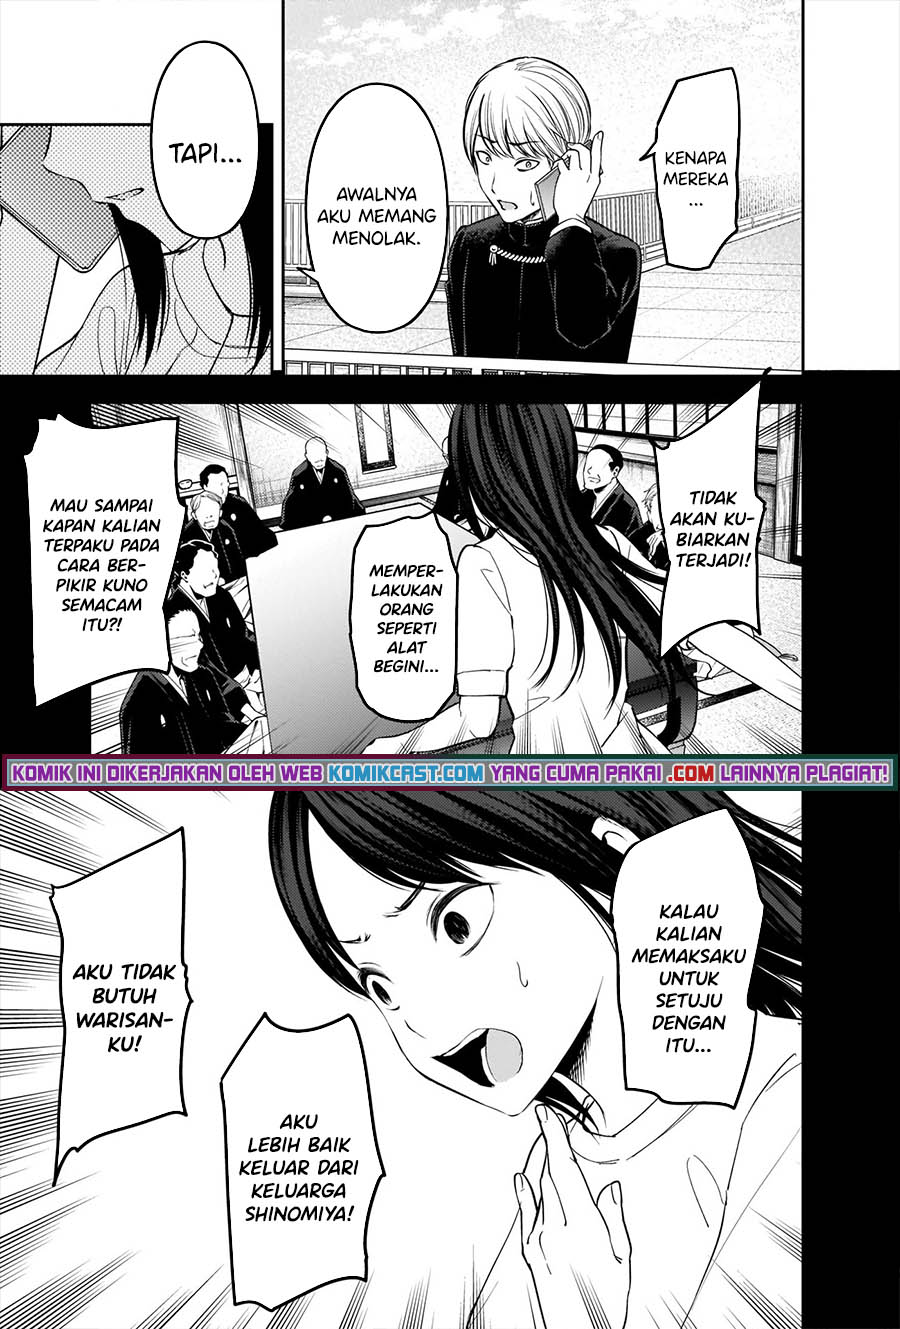 KENAPA
MEREKA
...
AWALNYA
AKU MEMANG
MENOLAK.
TAPI...
TIDAK
AKAN KU-
BIARKAN
TERJADI!
MEMPER-
LAKUKAN
ORANG
SEPERTI
ALAT
BEGINI...
MAU SAMPAI
KAPAN KALIAN
TERPAKU PADA
CARA BER-
PIKIR KUNO
SEMACAM
ITU?!
KOMIK INI DIKERJAKAN OLEH WEB KOMIKCAST.COM YANG CUMA PAKAI .COM LAINNYA PLAGIAT!
KALAU
KALIAN
MEMAKSAKU
UNTUK
SETUJU
DENGAN
ITU...
AKU
LEBIH BAIK
KELUAR DARI
KELUARGA
SHINOMIYA!
AKU TIDAK
BUTUH
WARISAN-
KU!